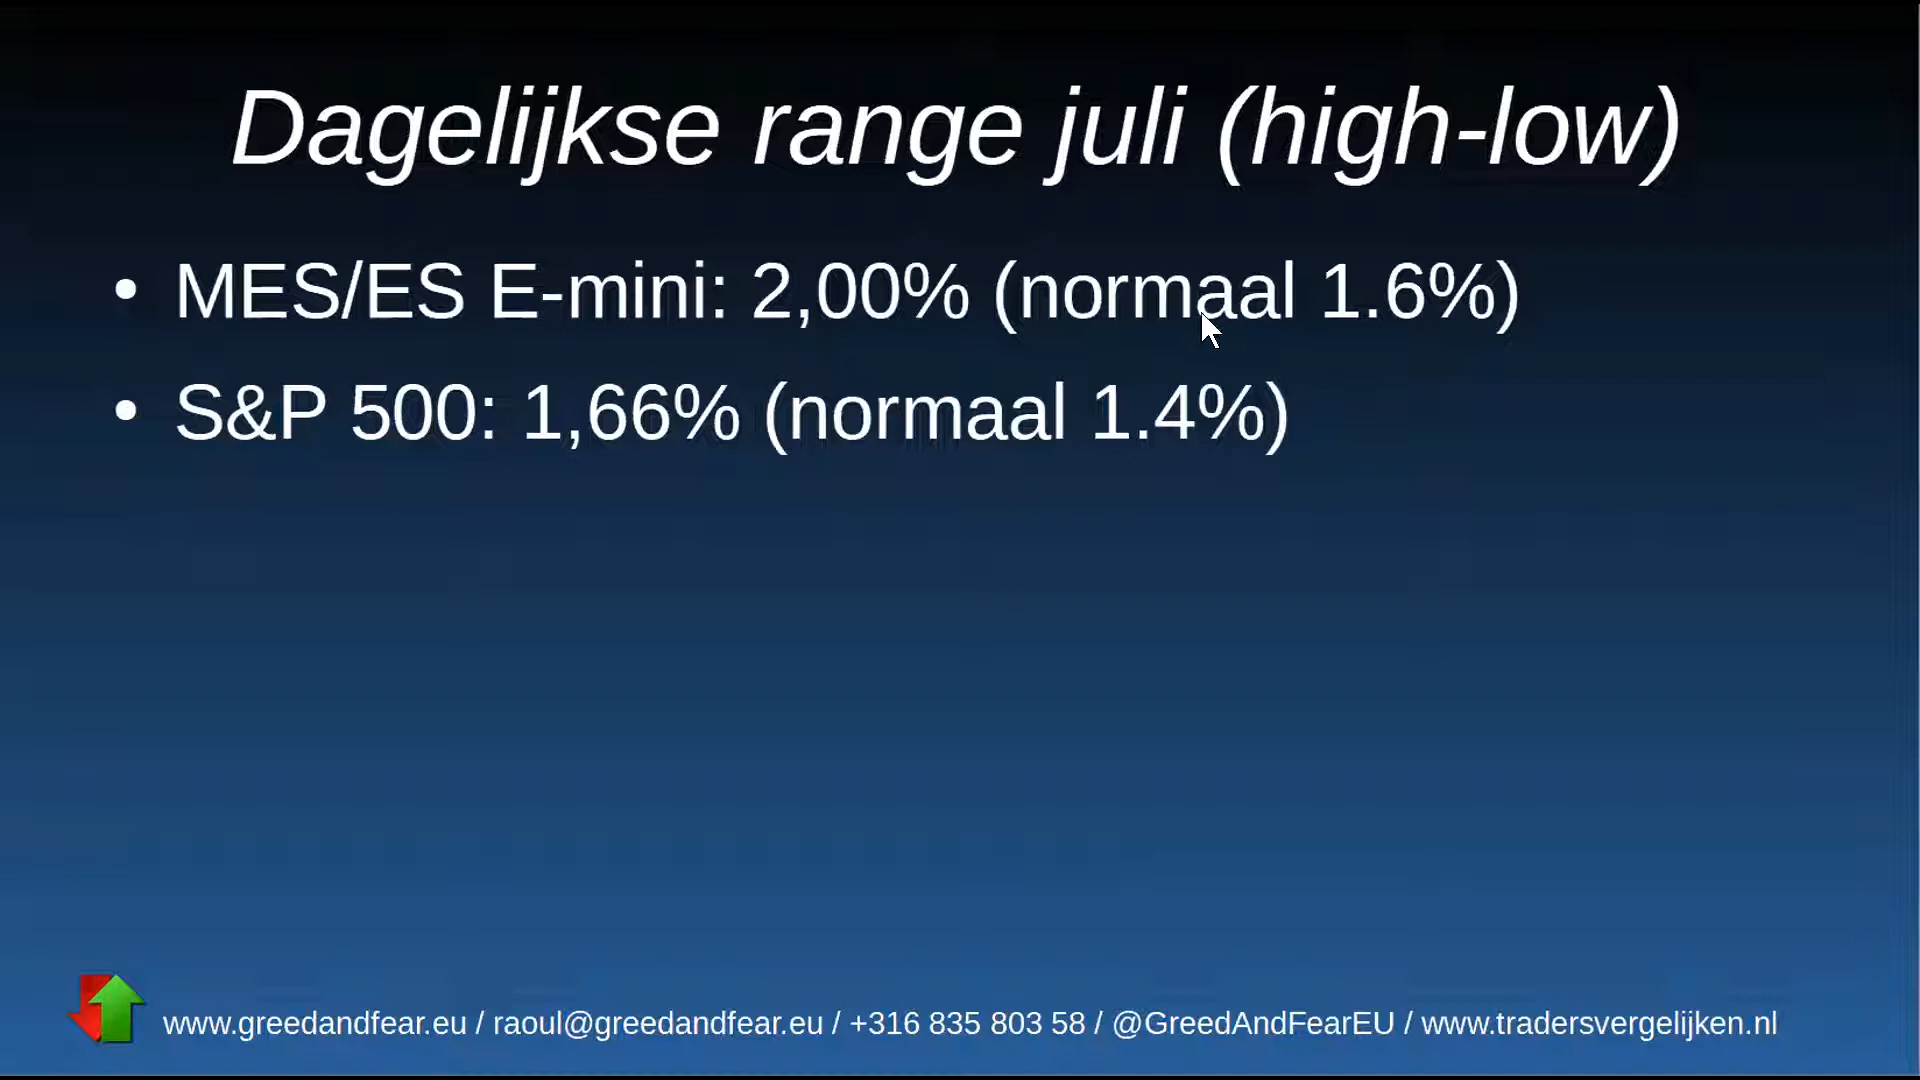 Dagelijkse range juli (high-low)
• MES/ES E-mini: 2,00% (normaal 1.6%)
• S&P 500: 1,66% (normaal 1.4%)
www.greedandfear.eu / raoul@greedandfear.eu / +316 835 803 58 / @GreedAndFearEU / www.tradersvergelijken.nl